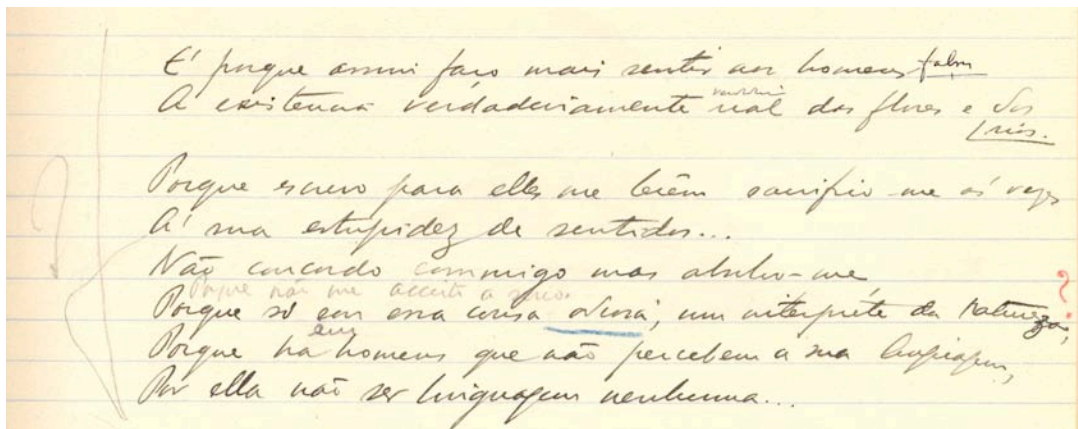 E' porque assim faço mais sentir aos homens falsos
A existencia verdadeiramente real das flores e dos
rios.
Porque escrevo para elles me lerem sacrifico-me ás vezes
A' sua estupidez de sentidos...
Não concordo commigo mas absolvo-me
Porque não me acceito a serio
Porque só sou essa cousa odiosa, um interprete da Natureza,
Porque ha homens que não percebem a sua linguagem,
Por ella não ser linguagem nenhuma...